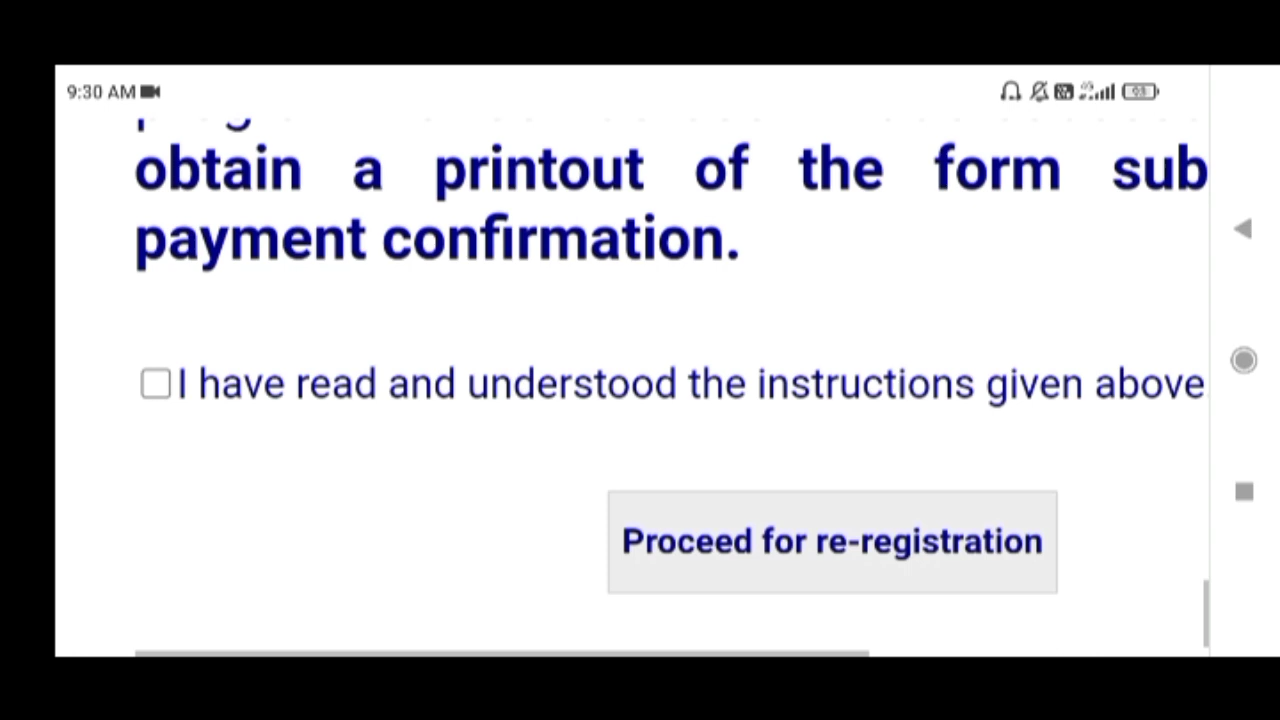 9:30 AM
obtain a printout of the form sub
payment confirmation.
I have read and understood the instructions given above
Proceed for re-registration